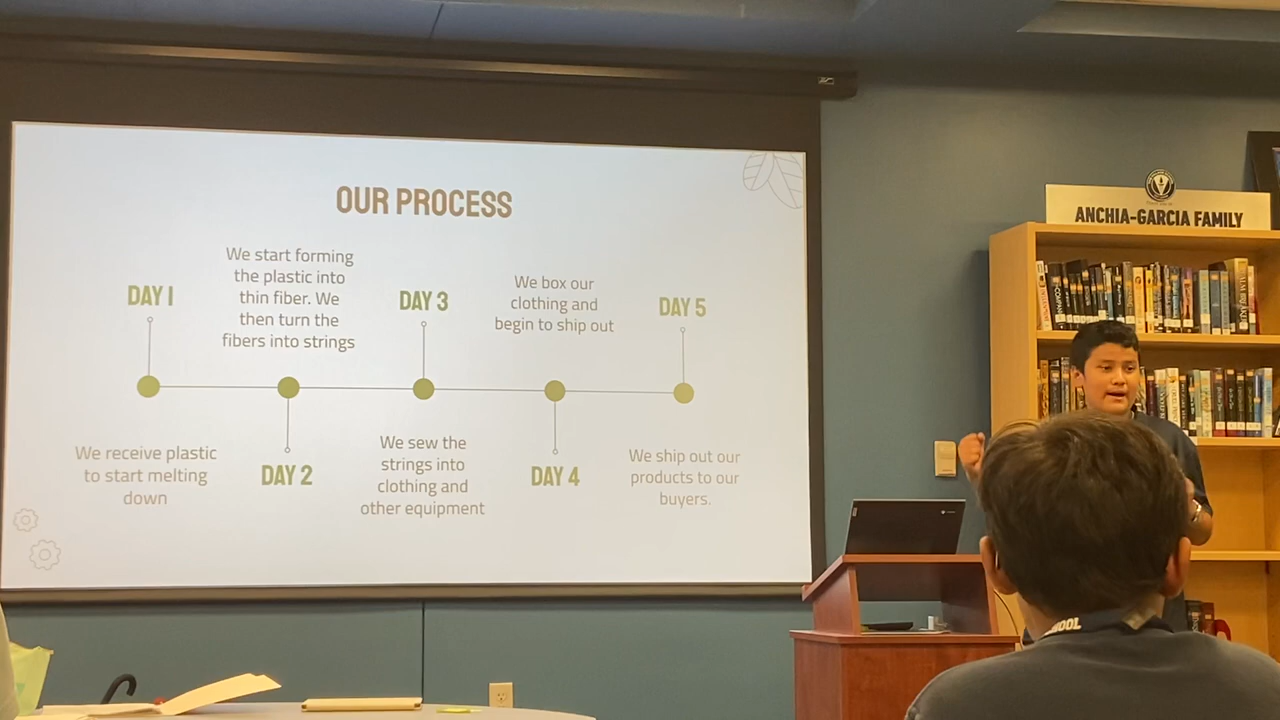 OUR PROCESS
DAY 1
We receive plastic
to start melting
down
We start forming
the plastic into
thin fiber. We
then turn the
fibers into strings
DAY 2
DAY 3
We sew the
strings into
clothing and
other equipment
We box our
clothing and
begin to ship out
DAY 4
DAY 5
We ship out our
products to our
buyers.
ANCHIA-GARCIA FAMILY